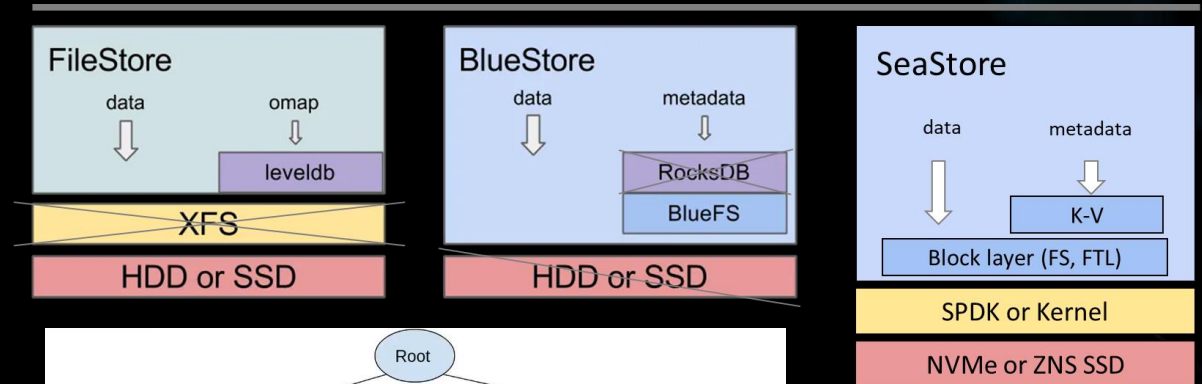 FileStore
data
omap
leveldb
XFS
HDD or SSD
BlueStore
data
metadata
RocksDB
BlueFS
HDD or SSD
SeaStore
data
metadata
K-V
Block layer (FS, FTL)
SPDK or Kernel
NVMe or ZNS SSD
Root